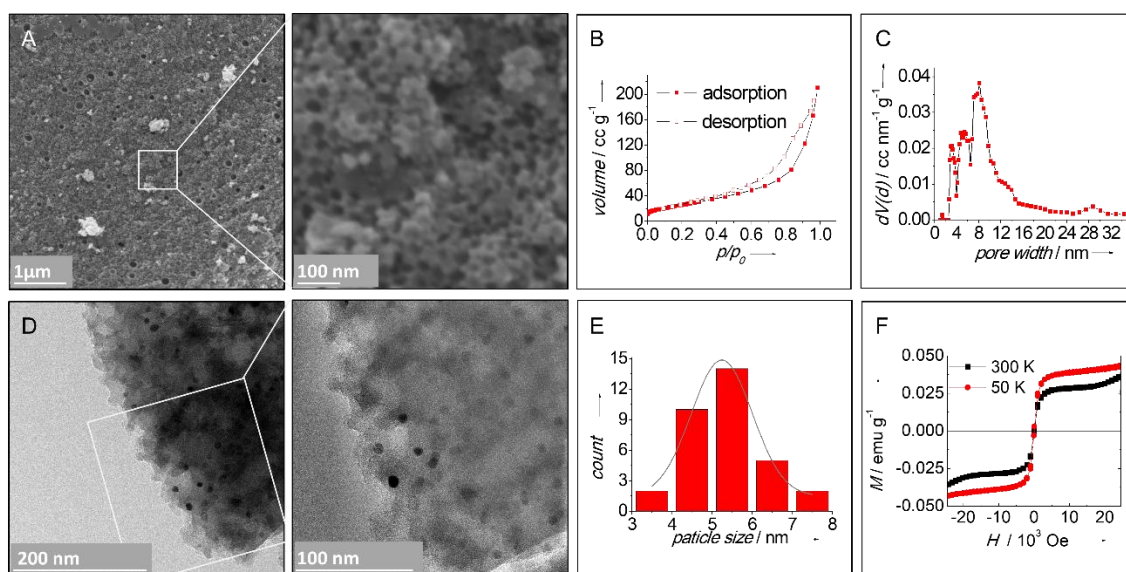 A
1µm
100 nm
B
volume / cc g⁻¹
200
160
120
80
40
0
adsorption
desorption
0.0 0.2 0.4 0.6 0.8 1.0
p/p₀
C
dV(d) / cc nm⁻¹g⁻¹
0.04
0.03
0.02
0.01
0.00
0 4 8 12 16 20 24 28 32
pore width / nm
D
200 nm
100 nm
E
count
15
12
9
6
3
0
3 4 5 6 7 8
paticle size / nm
F
M / emu g⁻¹
0.050
0.025
0.000
-0.025
-0.050
300 K
50 K
-20 -10 0 10 20
H / 10³ Oe